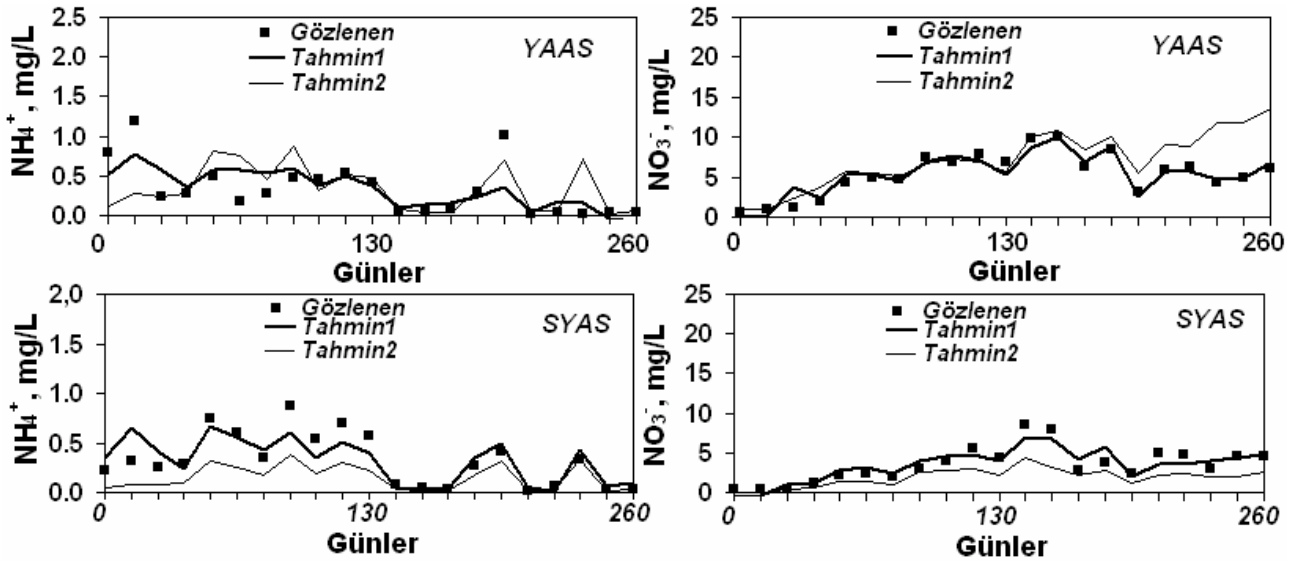 NH₄⁺, mg/L
2.5
2.0
1.5
1.0
0.5
0.0
Gözlenen
Tahmin1
Tahmin2
YAAS
0
130
260
Günler
NO₃⁻, mg/L
25
20
15
10
5
0
Gözlenen
Tahmin1
Tahmin2
YAAS
0
130
260
Günler
NH₄⁺, mg/L
2.0
1.5
1.0
0.5
0.0
Gözlenen
Tahmin1
Tahmin2
SYAS
0
130
260
Günler
NO₃⁻, mg/L
25
20
15
10
5
0
Gözlenen
Tahmin1
Tahmin2
SYAS
0
130
260
Günler